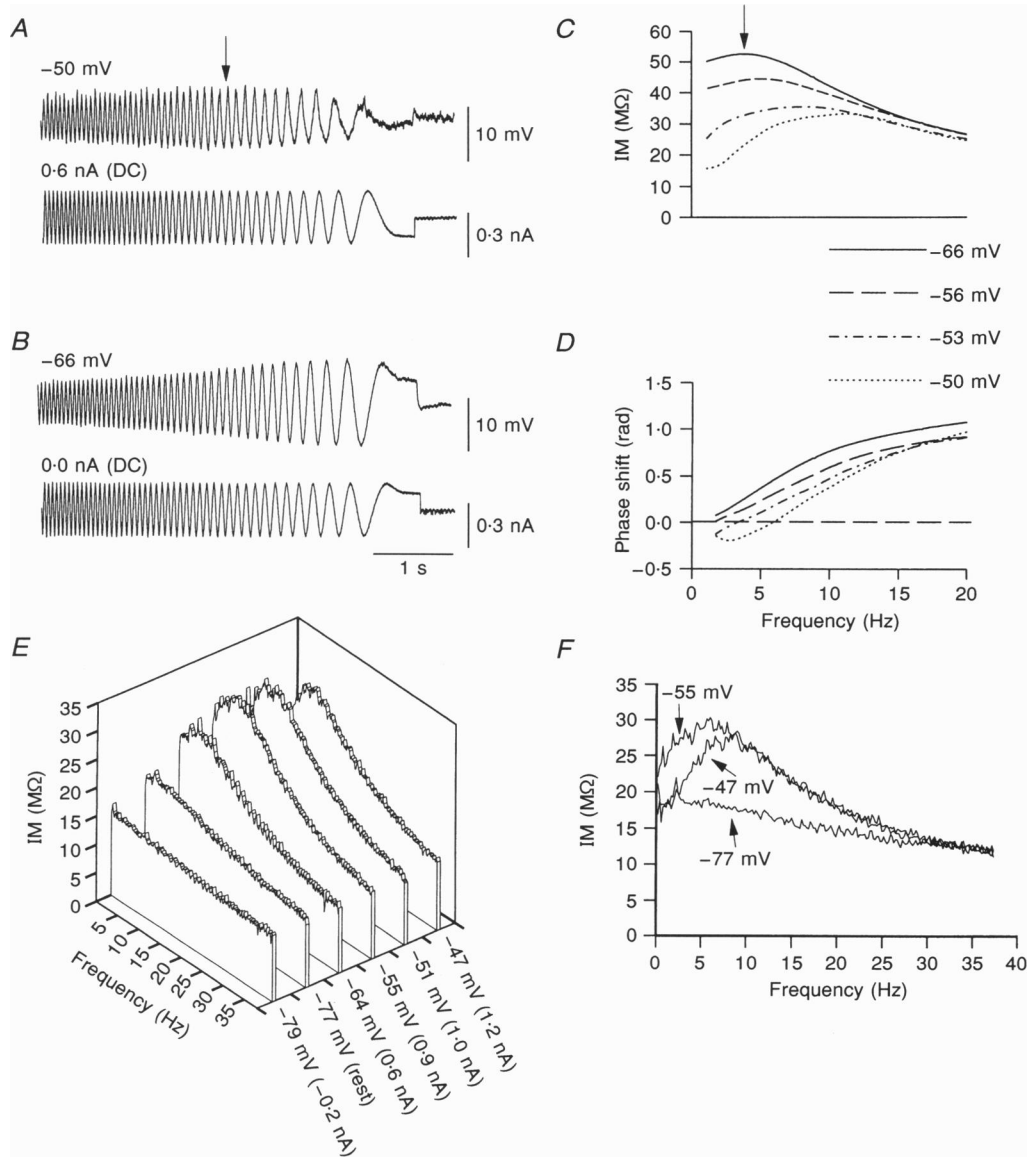 A
−50 mV
10 mV
0·6 nA (DC)
0·3 nA
B
−66 mV
10 mV
0·0 nA (DC)
0·3 nA
1 s
C
60
50
40
30
20
10
0
IM (MΩ)
−66 mV
−56 mV
−53 mV
−50 mV
D
1·5
1·0
0·5
0·0
−0·5
Phase shift (rad)
0 5 10 15 20
Frequency (Hz)
E
35
30
25
20
15
10
5
0
IM (MΩ)
5 10 15 20 25 30 35
Frequency (Hz)
−79 mV (−0·2 nA)
−77 mV (rest)
−64 mV (0·6 nA)
−55 mV (0·9 nA)
−51 mV (1·0 nA)
−47 mV (1·2 nA)
F
35
30
25
20
15
10
5
0
IM (MΩ)
−55 mV
−47 mV
−77 mV
0 5 10 15 20 25 30 35 40
Frequency (Hz)